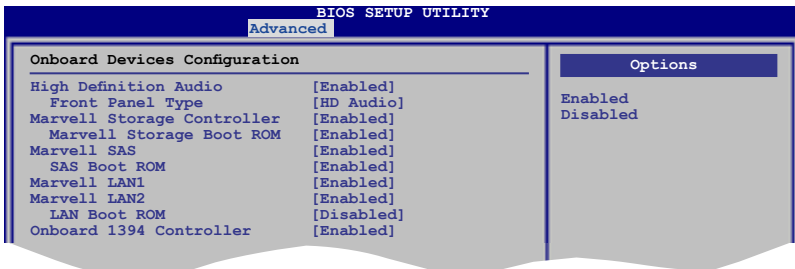 BIOS SETUP UTILITY
Advanced
Onboard Devices Configuration
High Definition Audio [Enabled]
Front Panel Type [HD Audio]
Marvell Storage Controller [Enabled]
Marvell Storage Boot ROM [Enabled]
Marvell SAS [Enabled]
SAS Boot ROM [Enabled]
Marvell LAN1 [Enabled]
Marvell LAN2 [Enabled]
LAN Boot ROM [Disabled]
Onboard 1394 Controller [Enabled]
Options
Enabled
Disabled